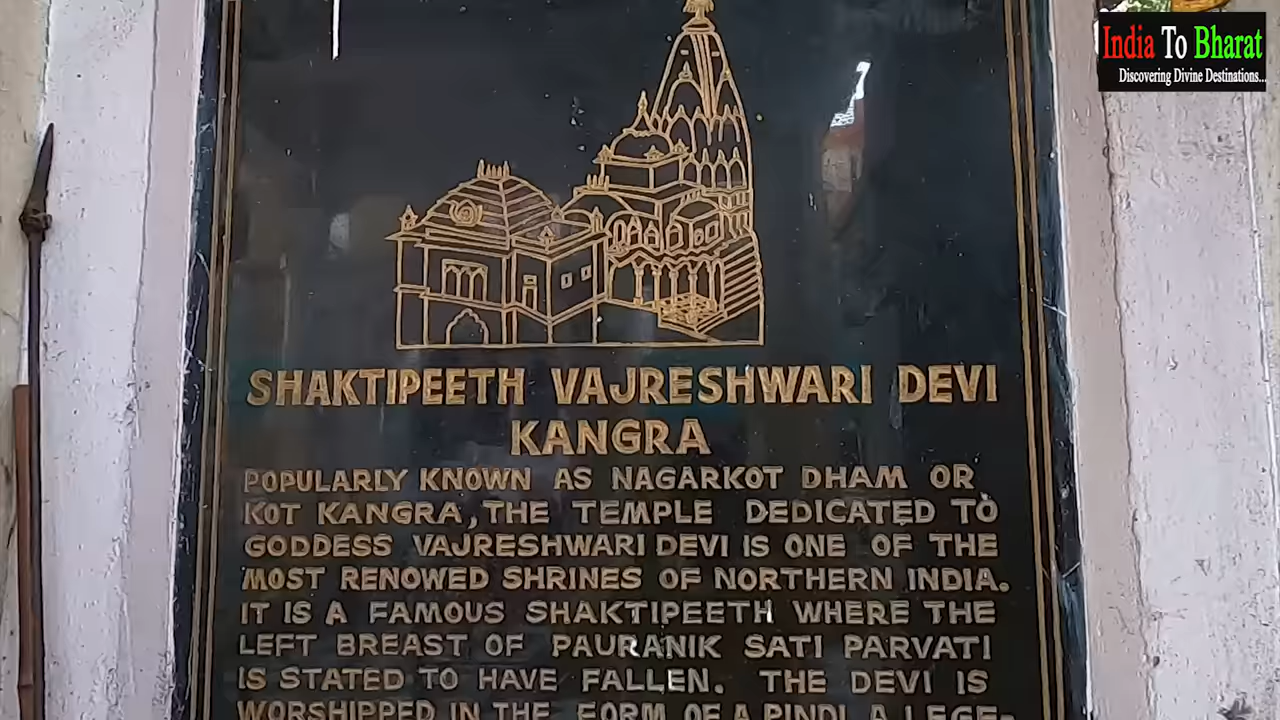 India To Bharat
Discovering Divine Destinations...
SHAKTIPEETH VAJRESHWARI DEVI
KANGRA
POPULARLY KNOWN AS NAGARKOT DHAM OR
KOT KANGRA, THE TEMPLE DEDICATED TO
GODDESS VAJRESHWARI DEVI IS ONE OF THE
MOST RENOWED SHRINES OF NORTHERN INDIA.
IT IS A FAMOUS SHAKTIPEETH WHERE THE
LEFT BREAST OF PAURANIK SATI PARVATI
IS STATED TO HAVE FALLEN. THE DEVI IS
WORSHIPPED IN THE FORM OF A PINDI. A LEGE-